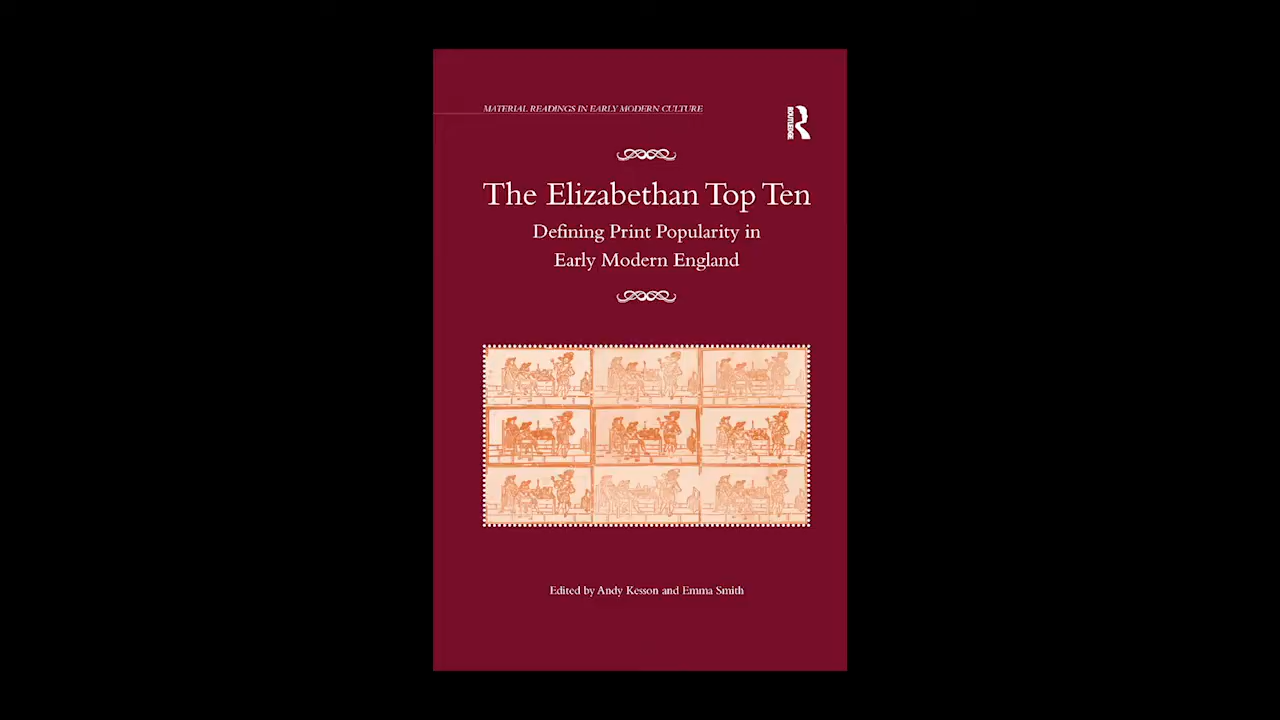 MATERIAL READINGS IN EARLY MODERN CULTURE
ROUTLEDGE
The Elizabethan Top Ten
Defining Print Popularity in
Early Modern England
Edited by Andy Kesson and Emma Smith